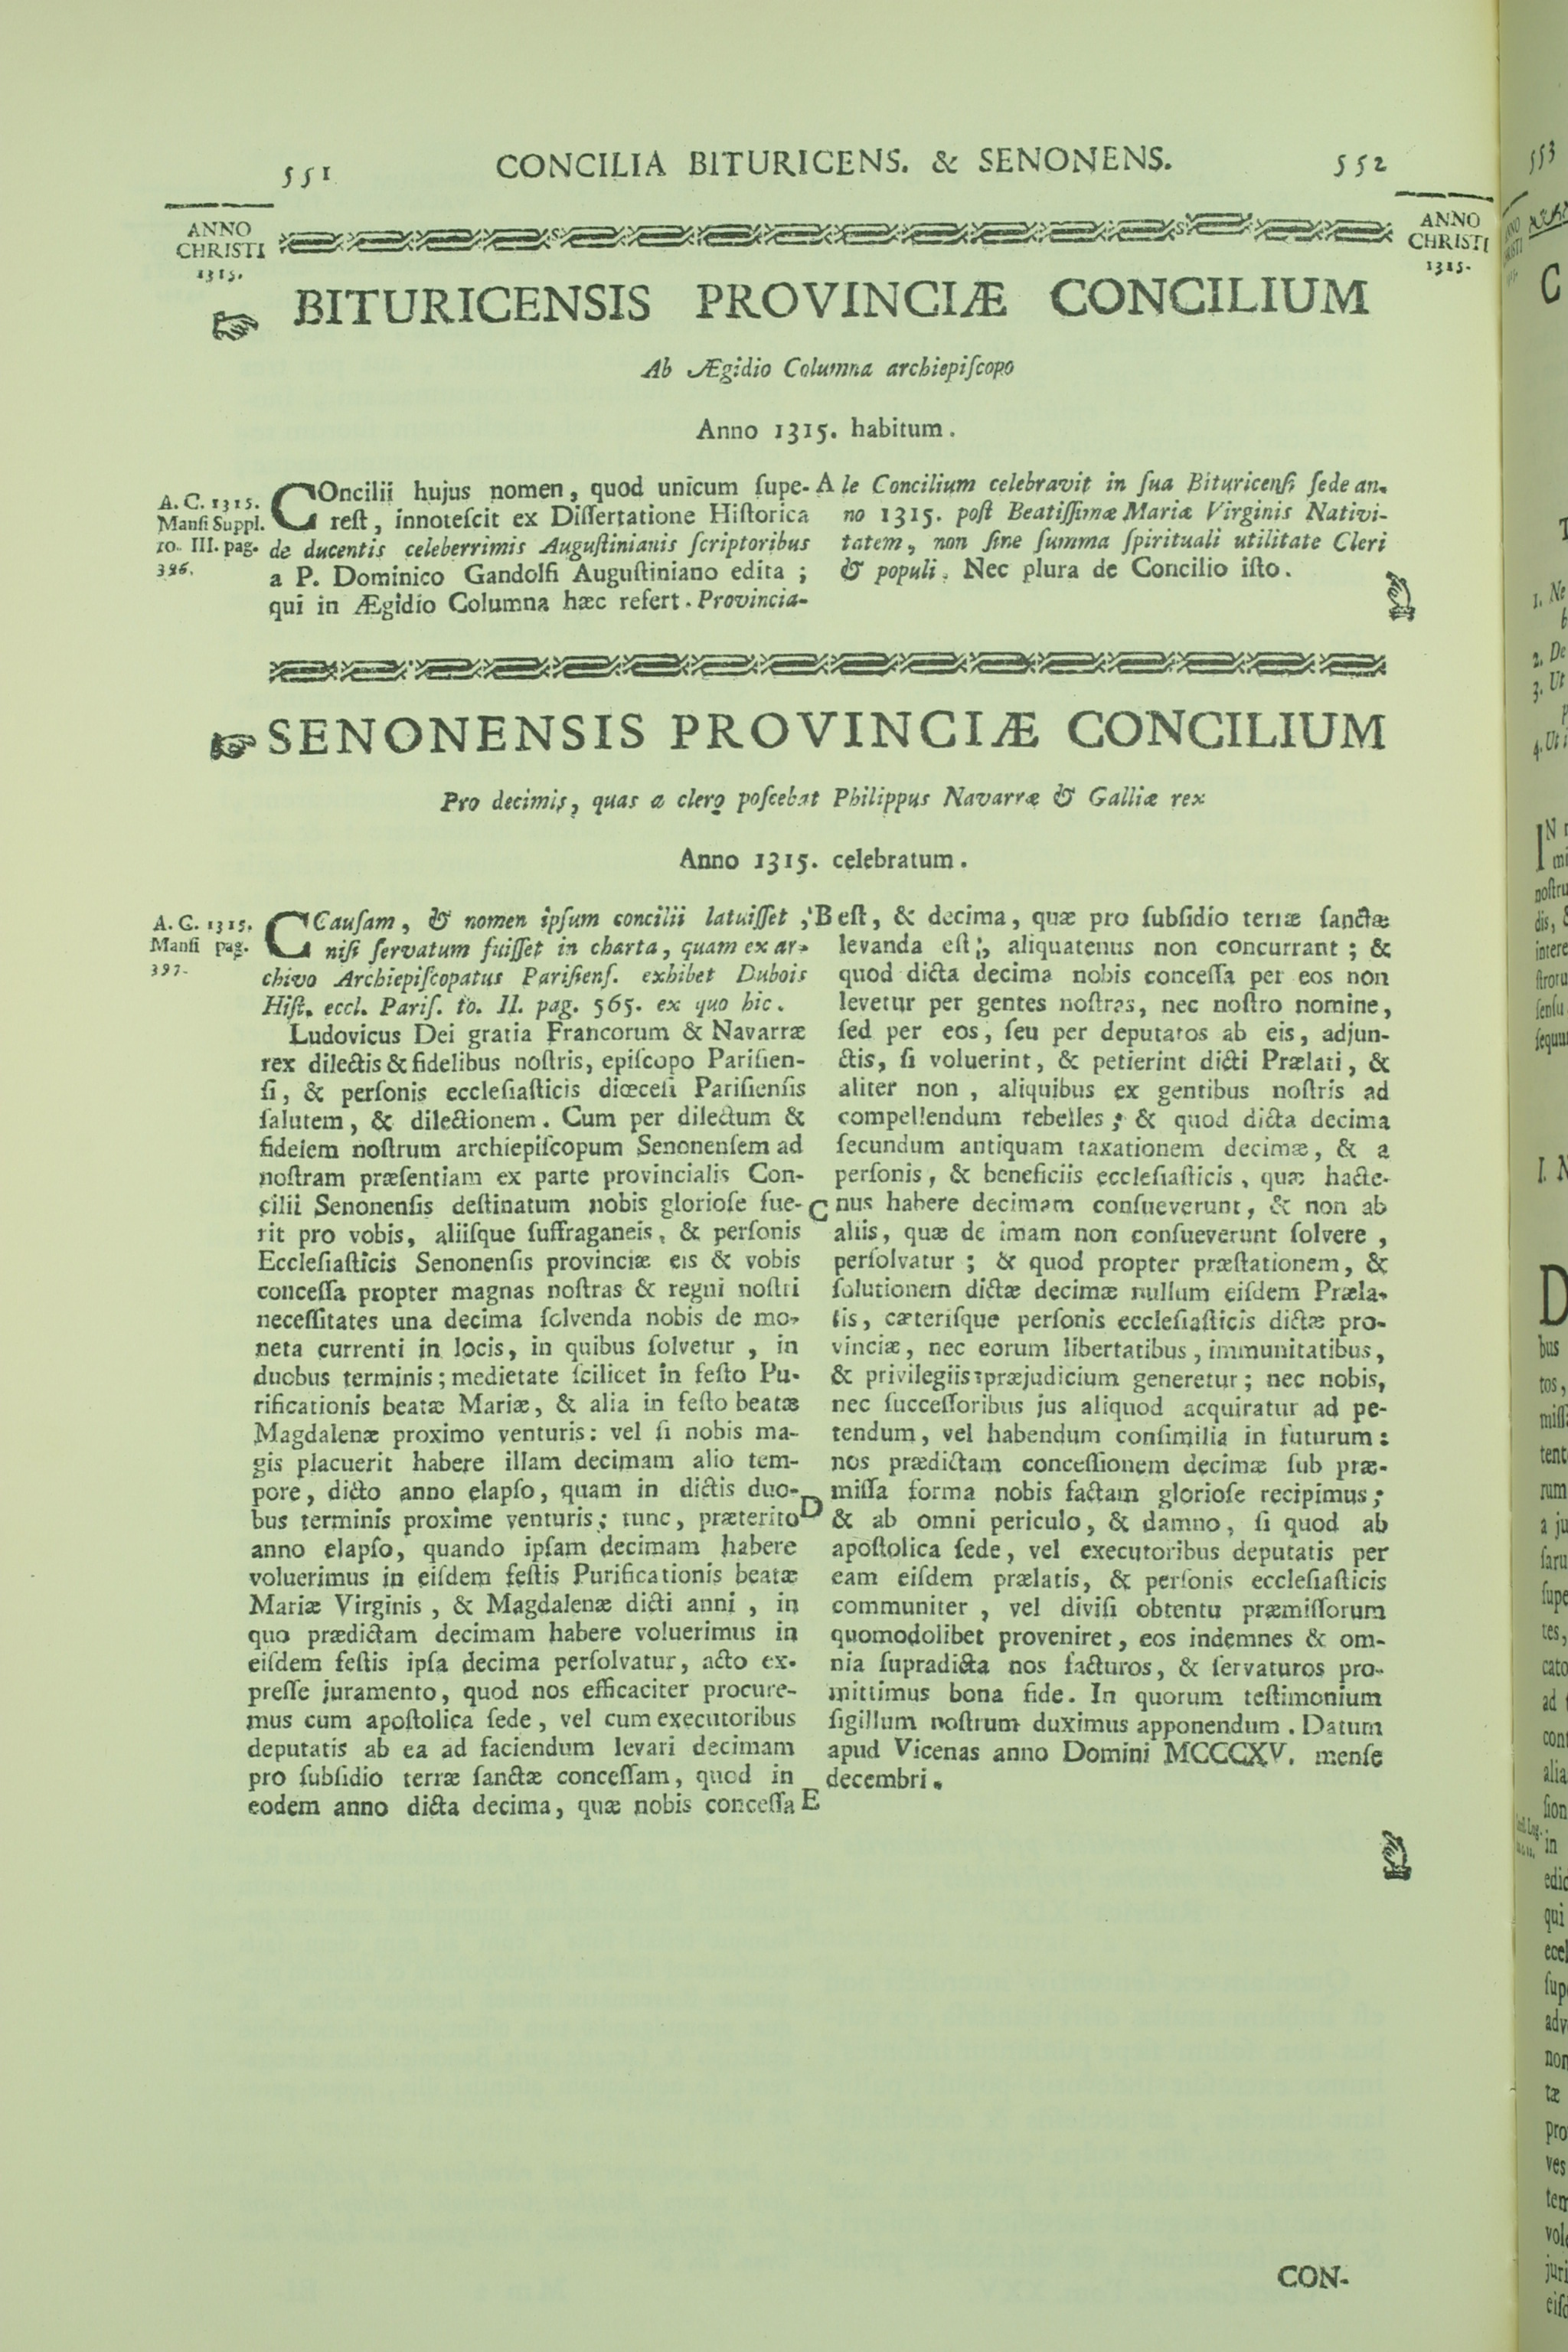 551
CONCILIA BITURICENS. & SENONENS.
552
ANNO
CHRISTI
1315.
ANNO
CHRISTI
1315.
BITURICENSIS PROVINCIÆ CONCILIUM
Ab Ægidio Columna archiepiſcopo
Anno 1315. habitum.
A. C. 1315.
Manſi Suppl.
to. III. pag.
396.
COncilii hujus nomen, quod unicum ſupe-
reſt, innoteſcit ex Diſſertatione Hiſtorica
de ducentis celeberrimis Auguſtinianis ſcriptoribus
a P. Dominico Gandolfi Auguſtiniano edita ;
qui in Ægidio Columna hæc refert. Provincia-
A
le Concilium celebravit in ſua Bituricenſi ſede an-
no 1315. poſt Beatiſſimæ Mariæ Virginis Nativi-
tatem, non ſine ſumma ſpirituali utilitate Cleri
& populi. Nec plura de Concilio iſto.
SENONENSIS PROVINCIÆ CONCILIUM
Pro decimis, quas a clero poſcebat Philippus Navarræ & Galliæ rex
Anno 1315. celebratum.
A. C. 1315.
Manſi pag.
397.
CCauſam, & nomen ipſum concilii latuiſſet ,
niſi ſervatum fuiſſet in charta, quam ex ar-
chivo Archiepiſcopatus Pariſienſ. exhibet Dubois
Hiſt. eccl. Pariſ. to. II. pag. 565. ex quo hic.
Ludovicus Dei gratia Francorum & Navarræ
rex dilectis & fidelibus noſtris, epiſcopo Pariſien-
ſi, & perſonis eccleſiaſticis diœceſi Pariſienſis
ſalutem, & dilectionem. Cum per dilectum &
fidelem noſtrum archiepiſcopum Senonenſem ad
noſtram præſentiam ex parte provincialis Con-
cilii Senonenſis deſtinatum nobis glorioſe fue-
rit pro vobis, aliiſque ſuffraganeis, & perſonis
Eccleſiaſticis Senonenſis provinciæ eis & vobis
conceſſa propter magnas noſtras & regni noſtri
neceſſitates una decima ſolvenda nobis de mo-
neta currenti in locis, in quibus ſolvetur , in
duobus terminis; medietate ſcilicet in feſto Pu-
rificationis beatæ Mariæ, & alia in feſto beatæ
Magdalenæ proximo venturis: vel ſi nobis ma-
gis placuerit habere illam decimam alio tem-
pore, dicto anno elapſo, quam in dictis duo-
bus terminis proxime venturis; tunc, præterito
anno elapſo, quando ipſam decimam habere
voluerimus in eiſdem feſtis Purificationis beatæ
Mariæ Virginis , & Magdalenæ dicti anni , in
quo prædictam decimam habere voluerimus in
eiſdem feſtis ipſa decima perſolvatur, acto ex-
preſſe juramento, quod nos efficaciter procure-
mus cum apoſtolica ſede, vel cum executoribus
deputatis ab ea ad faciendum levari decimam
pro ſubſidio terræ ſanctæ conceſſam, quod in
eodem anno dicta decima, quæ nobis conceſſa
B
C
D
E
eſt, & decima, quæ pro ſubſidio terræ ſanctæ
levanda eſt;, aliquatenus non concurrant ; &
quod dicta decima nobis conceſſa per eos non
levetur per gentes noſtras, nec noſtro nomine,
ſed per eos, ſeu per deputatos ab eis, adjun-
ctis, ſi voluerint, & petierint dicti Prælati, &
aliter non , aliquibus ex gentibus noſtris ad
compellendum rebelles; & quod dicta decima
ſecundum antiquam taxationem decimæ, & a
perſonis, & beneficiis eccleſiaſticis , quæ hacte-
nus habere decimam conſueverunt, & non ab
aliis, quæ de imam non conſueverunt ſolvere ,
perſolvatur ; & quod propter præſtationem, &
ſolutionem dictæ decimæ nullum eiſdem Præla-
tis, cæteriſque perſonis eccleſiaſticis dictæ pro-
vinciæ, nec eorum libertatibus, immunitatibus,
& privilegiis præjudicium generetur; nec nobis,
nec ſucceſſoribus jus aliquod acquiratur ad pe-
tendum, vel habendum conſimilia in futurum:
nos prædictam conceſſionem decimæ ſub præ-
miſſa forma nobis factam glorioſe recipimus;
& ab omni periculo, & damno, ſi quod ab
apoſtolica ſede, vel executoribus deputatis per
eam eiſdem prælatis, & perſonis eccleſiaſticis
communiter , vel diviſi obtentu præmiſſorum
quomodolibet proveniret, eos indemnes & om-
nia ſupradicta nos facturos, & ſervaturos pro-
mittimus bona fide. In quorum teſtimonium
ſigillum noſtrum duximus apponendum. Datum
apud Vicenas anno Domini MCCCXV. menſe
decembri.
CON-
553